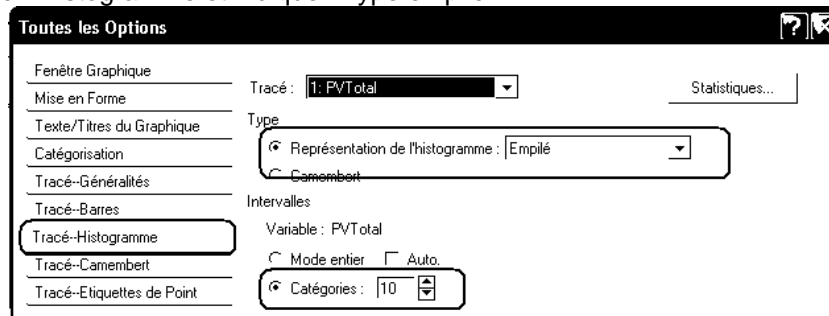 Toutes les Options
Fenêtre Graphique
Mise en Forme
Texte/Titres du Graphique
Catégorisation
Tracé--Généralités
Tracé--Barres
Tracé--Histogramme
Tracé--Camembert
Tracé--Etiquettes de Point
Tracé : 1: PVTotal
Statistiques...
Type
Représentation de l'histogramme : Empilé
Camembert
Intervalles
Variable : PVTotal
Mode entier Auto.
Catégories : 10